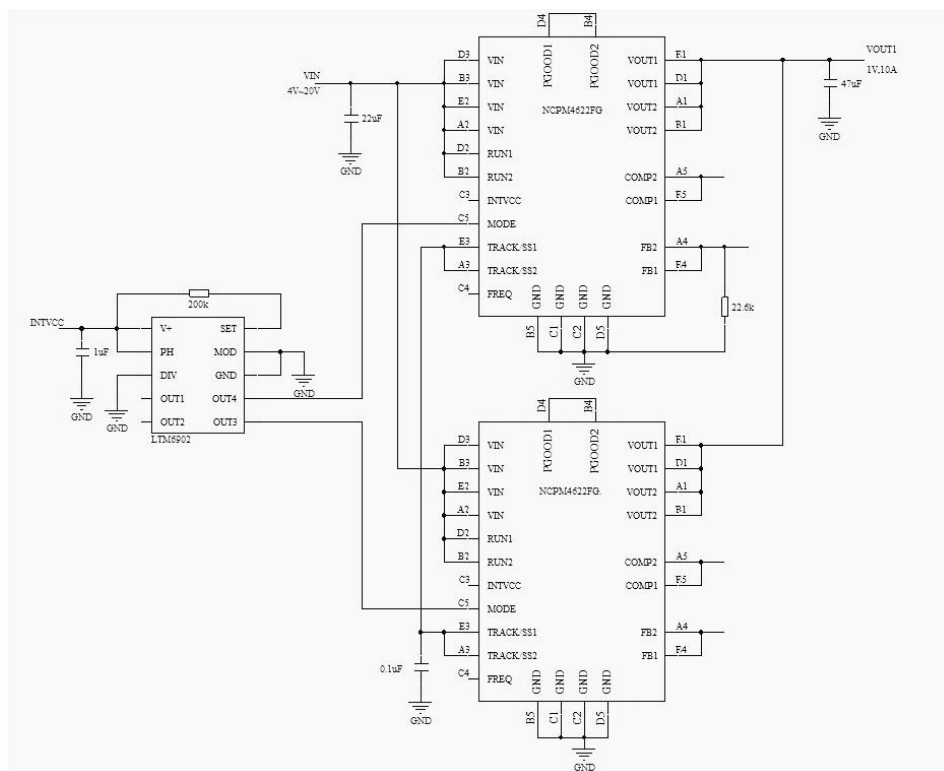 D4 B4
D3 VIN PGOOD1 PGOOD2 VOUT1 E1 VOUT1
VIN B3 VIN VOUT1 D1 1V,10A
4V~20V E2 VIN NCPM4622FG VOUT2 A1 47uF
22uF A2 VIN VOUT2 B1
D2 RUN1 GND
GND B2 RUN2 COMP2 A5
C3 INTVCC COMP1 E5
C5 MODE
E3 TRACK/SS1 FB2 A4
A3 TRACK/SS2 FB1 E4
C4 FREQ GND GND GND GND
200k 22.6k
INTVCC V+ SET B5 C1 C2 D5
1uF PH MOD
DIV GND GND
GND GND OUT1 OUT4 GND
OUT2 OUT3 D4 B4
LTM6902
D3 VIN PGOOD1 PGOOD2 VOUT1 E1
B3 VIN VOUT1 D1
E2 VIN NCPM4622FG. VOUT2 A1
A2 VIN VOUT2 B1
D2 RUN1
B2 RUN2 COMP2 A5
C3 INTVCC COMP1 E5
C5 MODE
E3 TRACK/SS1 FB2 A4
A3 TRACK/SS2 FB1 E4
0.1uF C4 FREQ GND GND GND GND
GND B5 C1 C2 D5
GND